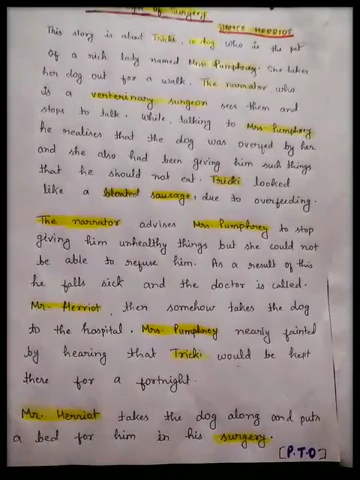 of Surgery
JAMES HERRIOT
This story is about Tricki, a dog who is the pet
of a rich lady named Mrs Pumphrey. She takes
her dog out for a walk. The narrator who
is a venterinary surgeon sees them and
stops to talk. While, talking to Mrs Pumphrey
he realises that the dog was overjed by her
and she also had been giving him such things
that he should not eat. Tricki looked
like a bloated sausage, due to overfeeding.
The narrator advises Mrs. Pumphrey to stop
giving him unhealthy things but she could not
be able to refuse him. As a result of this
he falls sick and the doctor is called.
Mr. Herriot, then somehow takes the dog
to the hospital. Mrs Pumphrey nearly fainted
by hearing that Tricki would be kept
there for a fortnight.
Mr. Herriot takes the dog along and puts
a bed for him in his surgery.
[P.T.O]